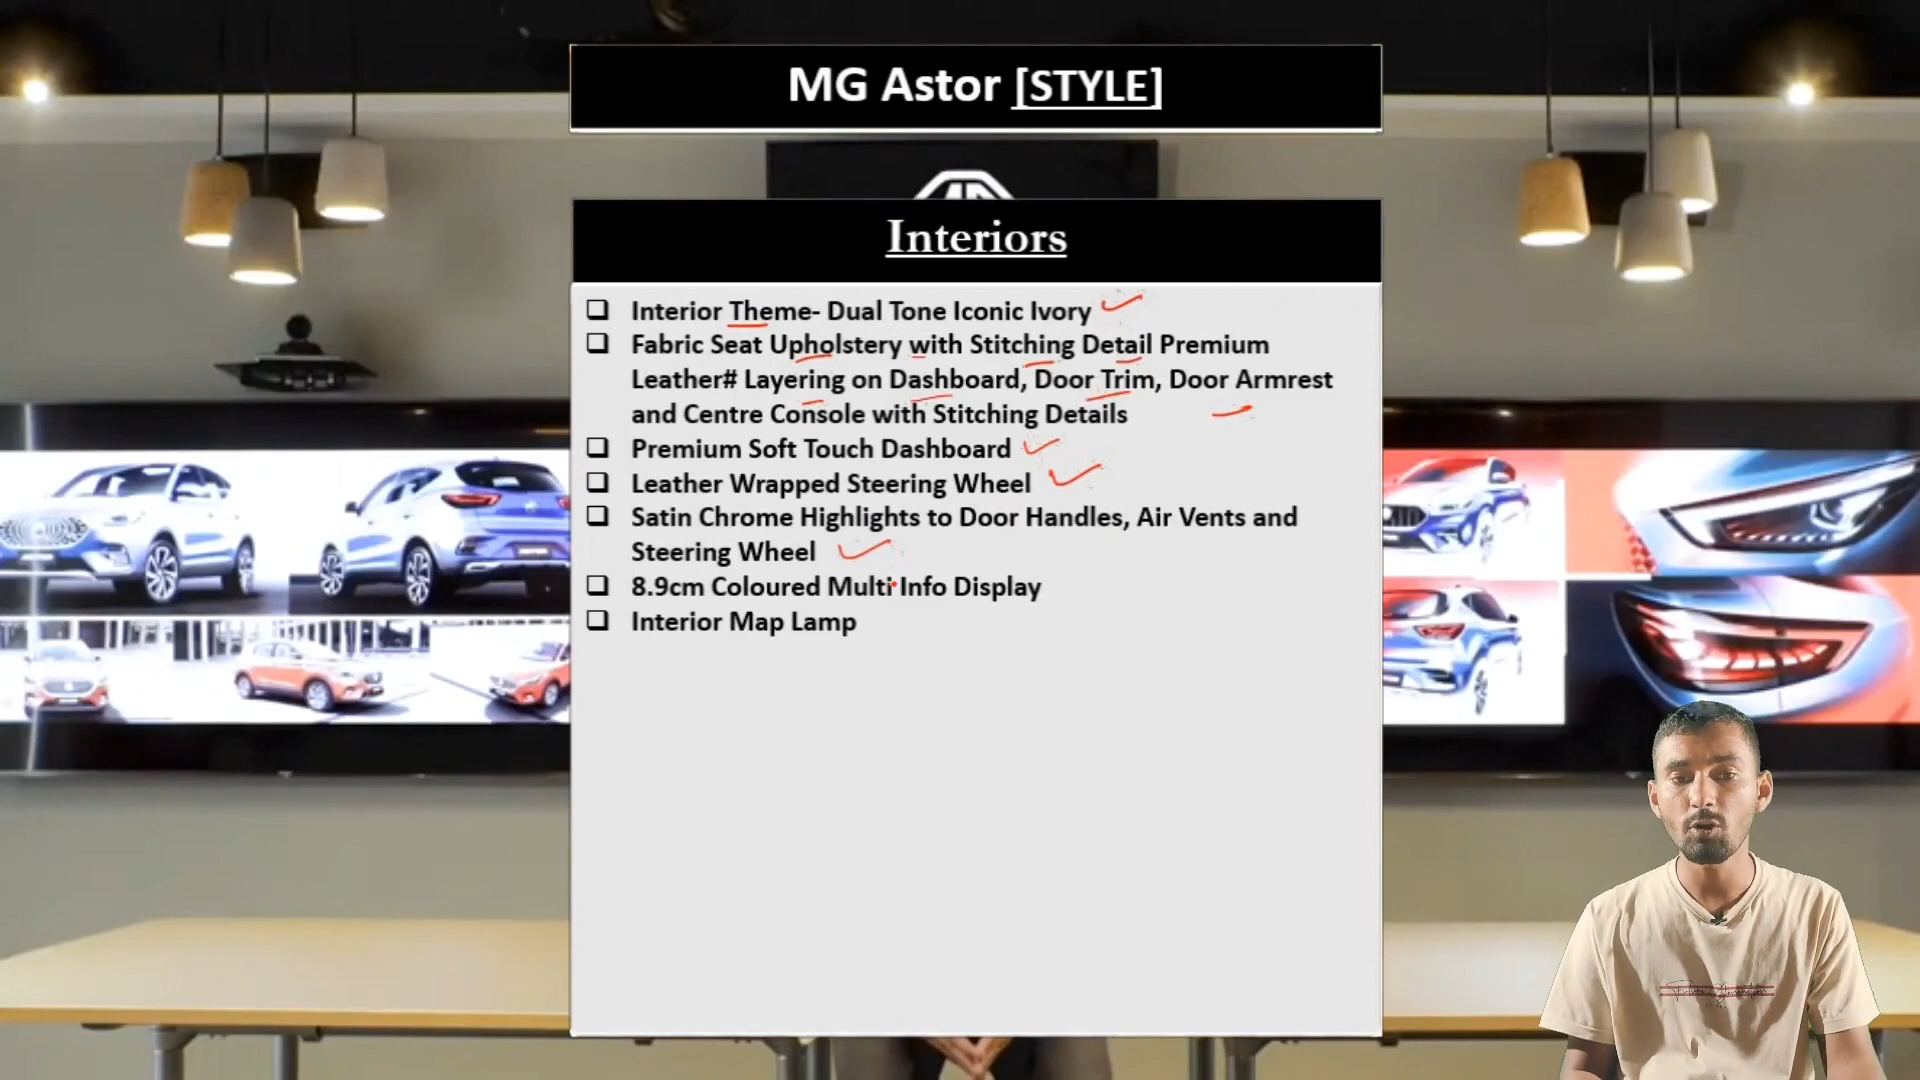 MG Astor [STYLE]
Interiors
Interior Theme- Dual Tone Iconic Ivory
Fabric Seat Upholstery with Stitching Detail Premium
Leather# Layering on Dashboard, Door Trim, Door Armrest
and Centre Console with Stitching Details
Premium Soft Touch Dashboard
Leather Wrapped Steering Wheel
Satin Chrome Highlights to Door Handles, Air Vents and
Steering Wheel
8.9cm Coloured Multi Info Display
Interior Map Lamp